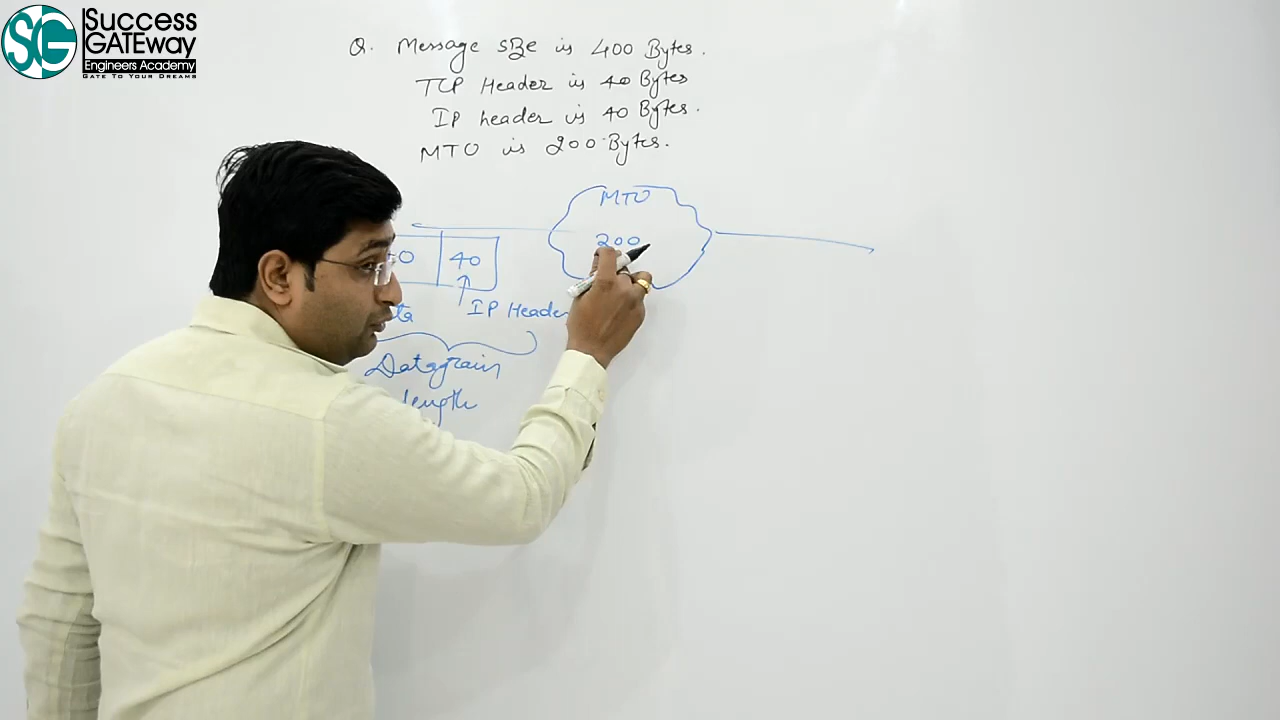 Success
GATEway
Engineers Academy
GATE TO YOUR DREAMS
SG
Q. Message size is 400 Bytes.
TCP Header is 40 Bytes
IP header is 40 Bytes.
MTU is 200 Bytes.
MTU
200
40
IP Header
Datagram
length